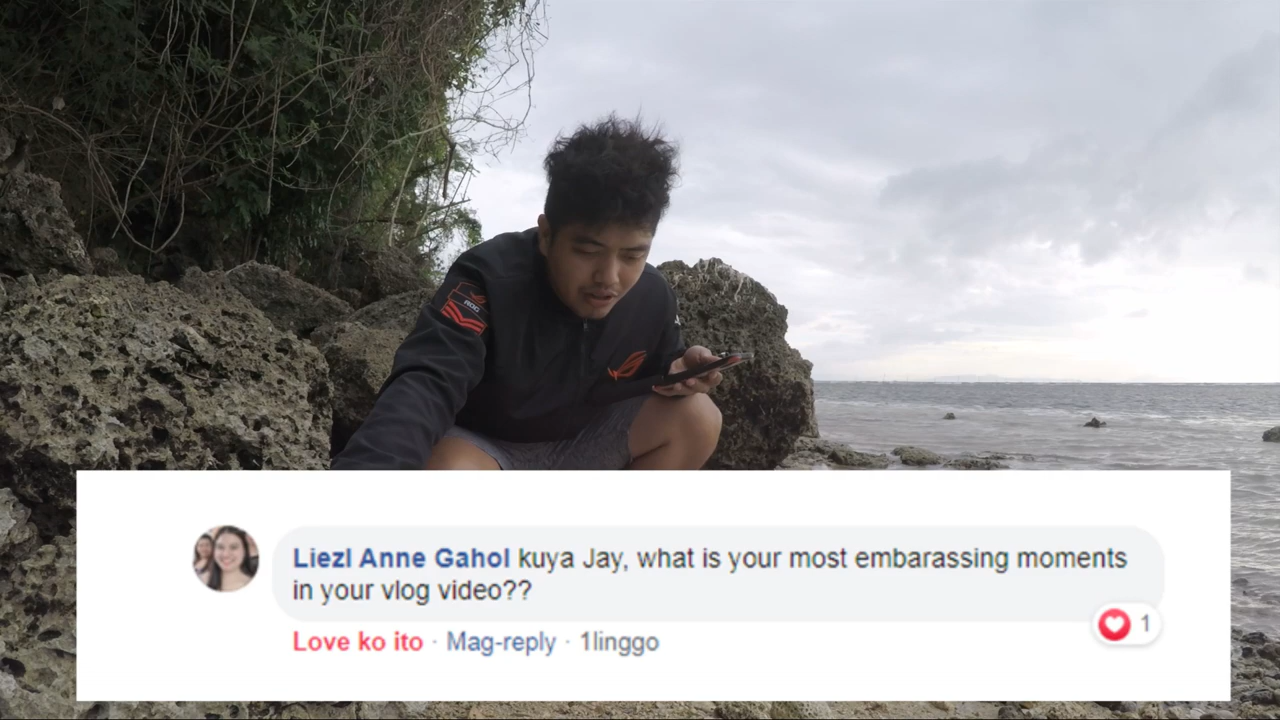 ROG
Liezl Anne Gahol kuya Jay, what is your most embarassing moments
in your vlog video??
1
Love ko ito · Mag-reply · 1linggo